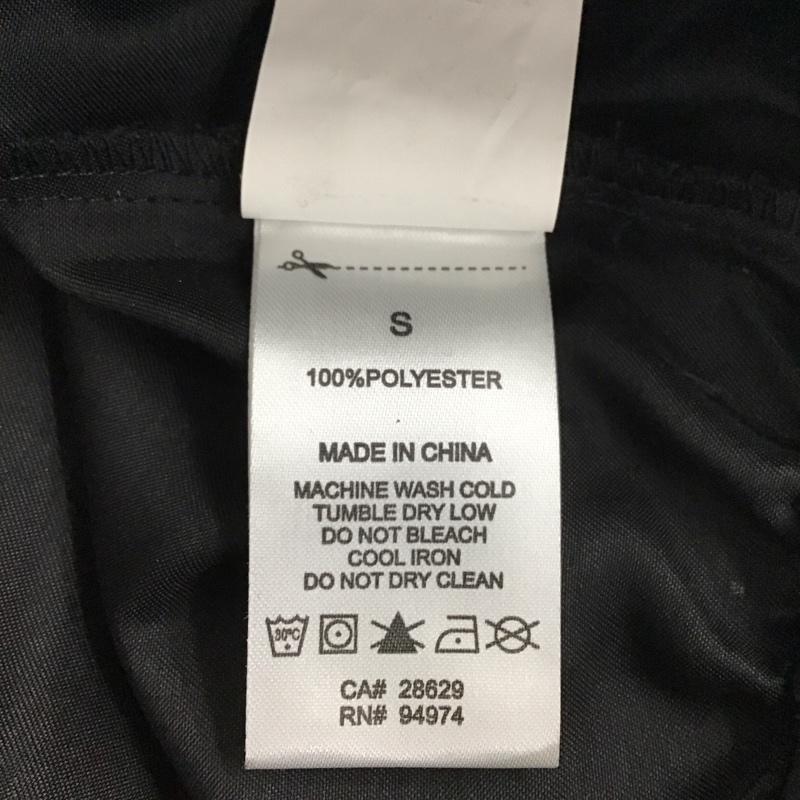 S
100%POLYESTER
MADE IN CHINA
MACHINE WASH COLD
TUMBLE DRY LOW
DO NOT BLEACH
COOL IRON
DO NOT DRY CLEAN
30°C
CA# 28629
RN# 94974